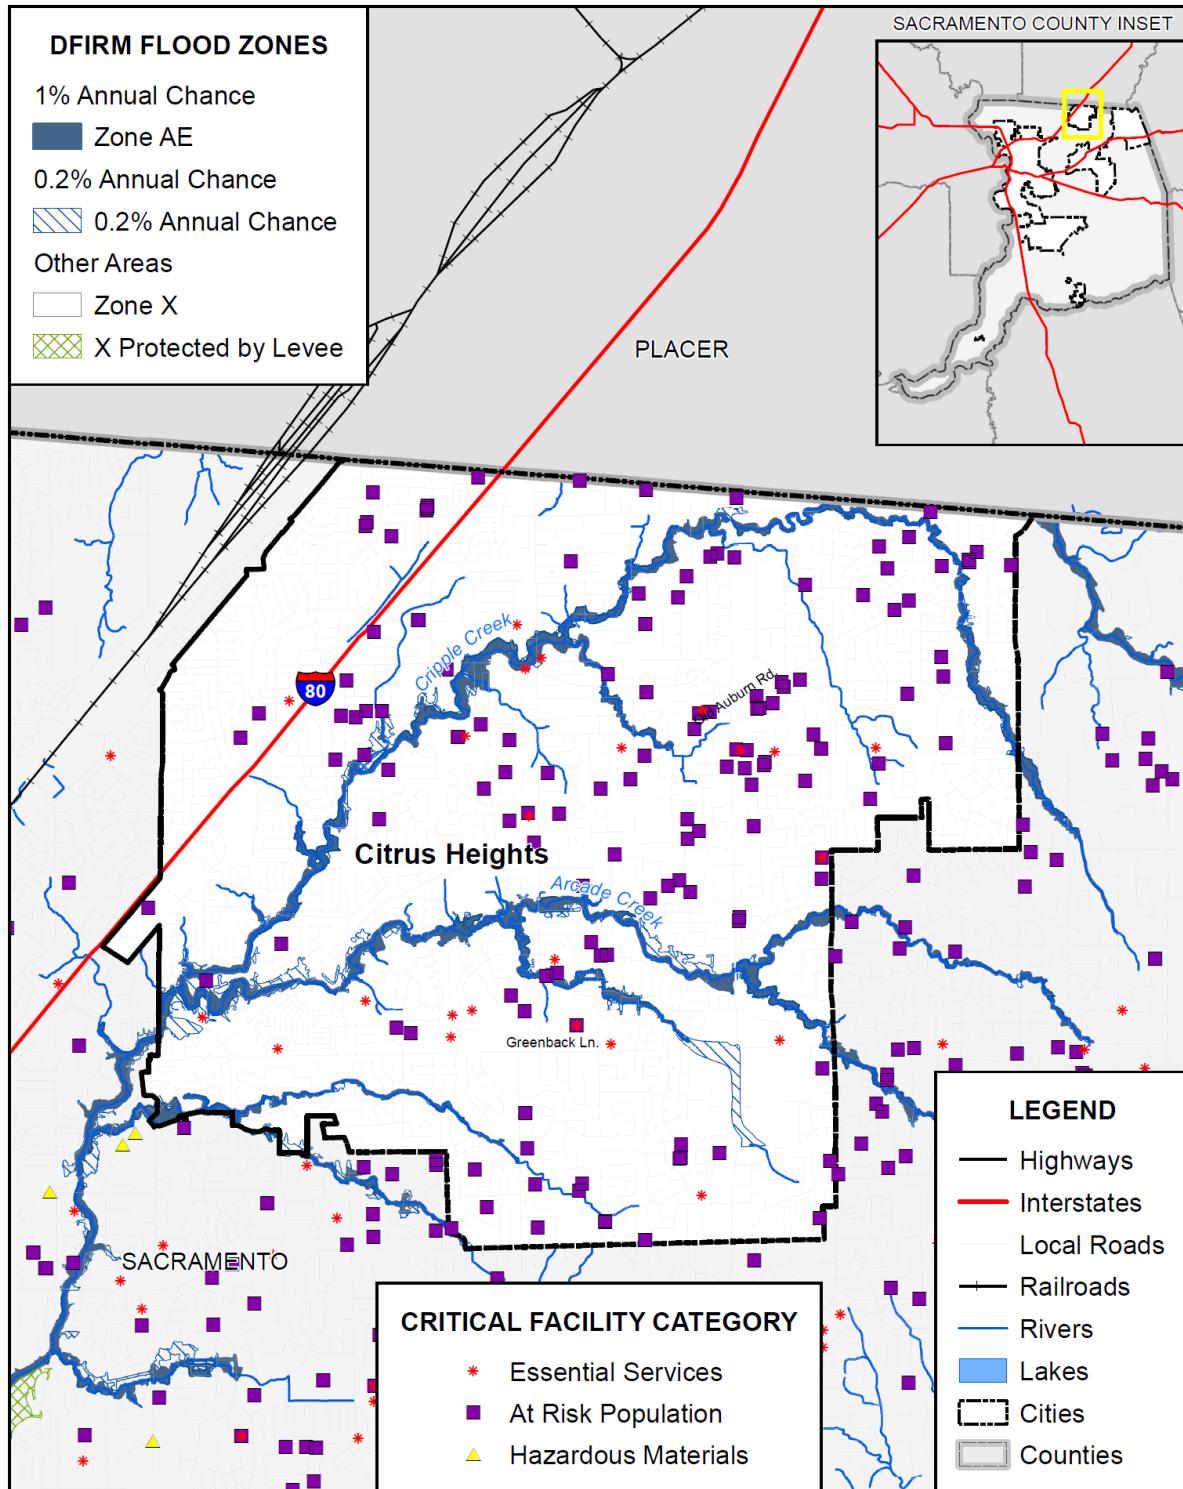 DFIRM FLOOD ZONES
1% Annual Chance
Zone AE
0.2% Annual Chance
0.2% Annual Chance
Other Areas
Zone X
X Protected by Levee
SACRAMENTO COUNTY INSET
PLACER
Cripple Creek
80
Old Auburn Rd.
Citrus Heights
Arcade Creek
Greenback Ln.
SACRAMENTO
CRITICAL FACILITY CATEGORY
Essential Services
At Risk Population
Hazardous Materials
LEGEND
Highways
Interstates
Local Roads
Railroads
Rivers
Lakes
Cities
Counties